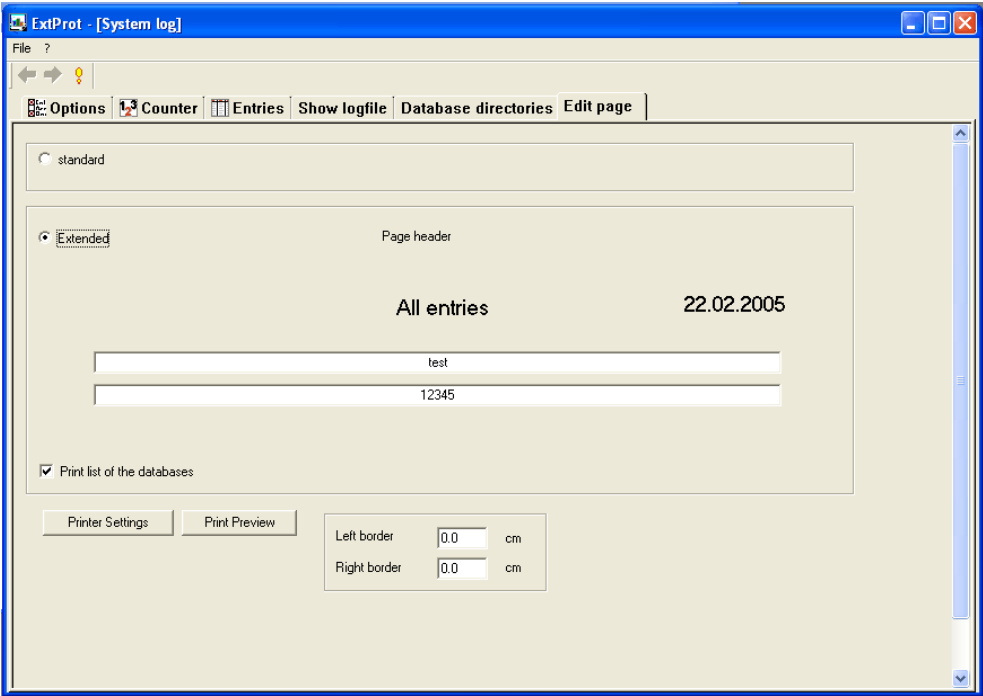 ExtProt - [System log]
File ?
Options Counter Entries Show logfile Database directories Edit page
standard
Extended Page header
All entries 22.02.2005
test
12345
Print list of the databases
Printer Settings Print Preview
Left border 0.0 cm
Right border 0.0 cm